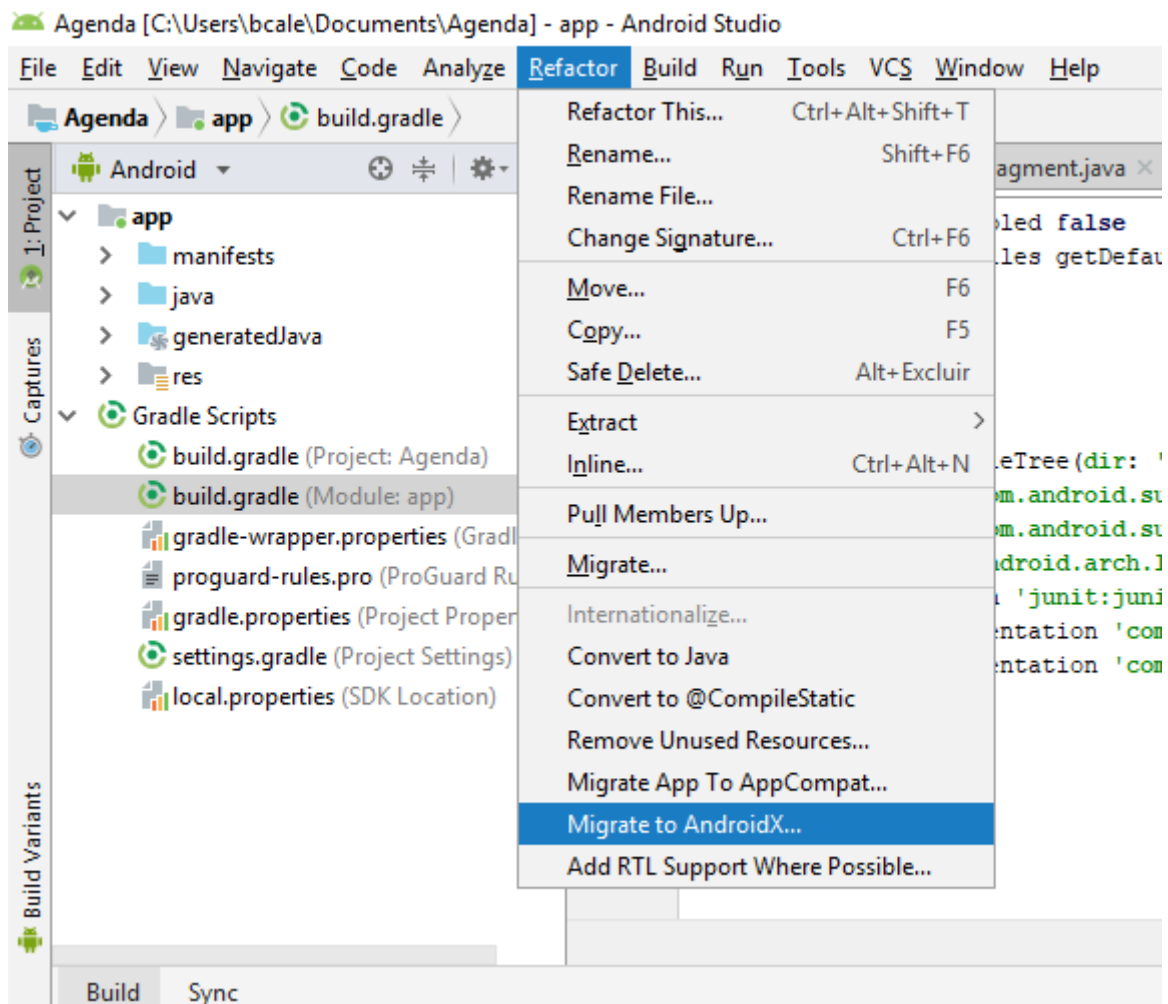 Agenda [C:\Users\bcale\Documents\Agenda] - app - Android Studio
File Edit View Navigate Code Analyze Refactor Build Run Tools VCS Window Help
Agenda app build.gradle
Refactor This... Ctrl+Alt+Shift+T
Rename... Shift+F6
Rename File...
Change Signature... Ctrl+F6
Move... F6
Copy... F5
Safe Delete... Alt+Excluir
Extract
Inline... Ctrl+Alt+N
Pull Members Up...
Migrate...
Internationalize...
Convert to Java
Convert to @CompileStatic
Remove Unused Resources...
Migrate App To AppCompat...
Migrate to AndroidX...
Add RTL Support Where Possible...
1: Project
Captures
Build Variants
Android
app
manifests
java
generatedJava
res
Gradle Scripts
build.gradle (Project: Agenda)
build.gradle (Module: app)
gradle-wrapper.properties (Gradl
proguard-rules.pro (ProGuard Ru
gradle.properties (Project Proper
settings.gradle (Project Settings)
local.properties (SDK Location)
agment.java
bled false
les getDefau
eTree(dir: '
om.android.su
om.android.su
droid.arch.l
'junit:juni
entation 'com
entation 'com
Build Sync